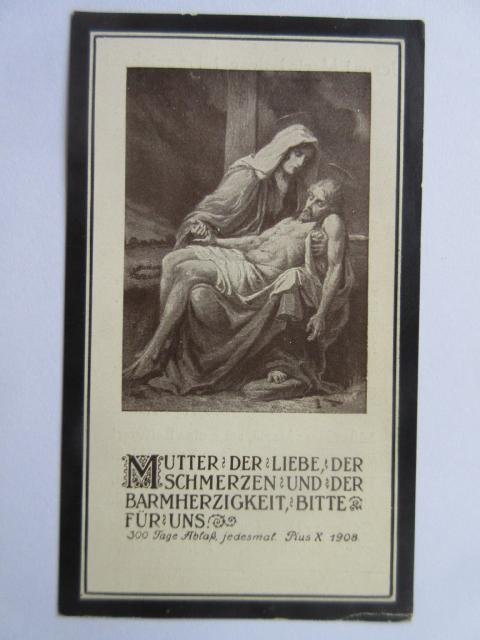 MUTTER DER LIEBE, DER
SCHMERZEN UND DER
BARMHERZIGKEIT, BITTE
FÜR UNS.
300 Tage Ablaß, jedesmal. Pius X 1908.